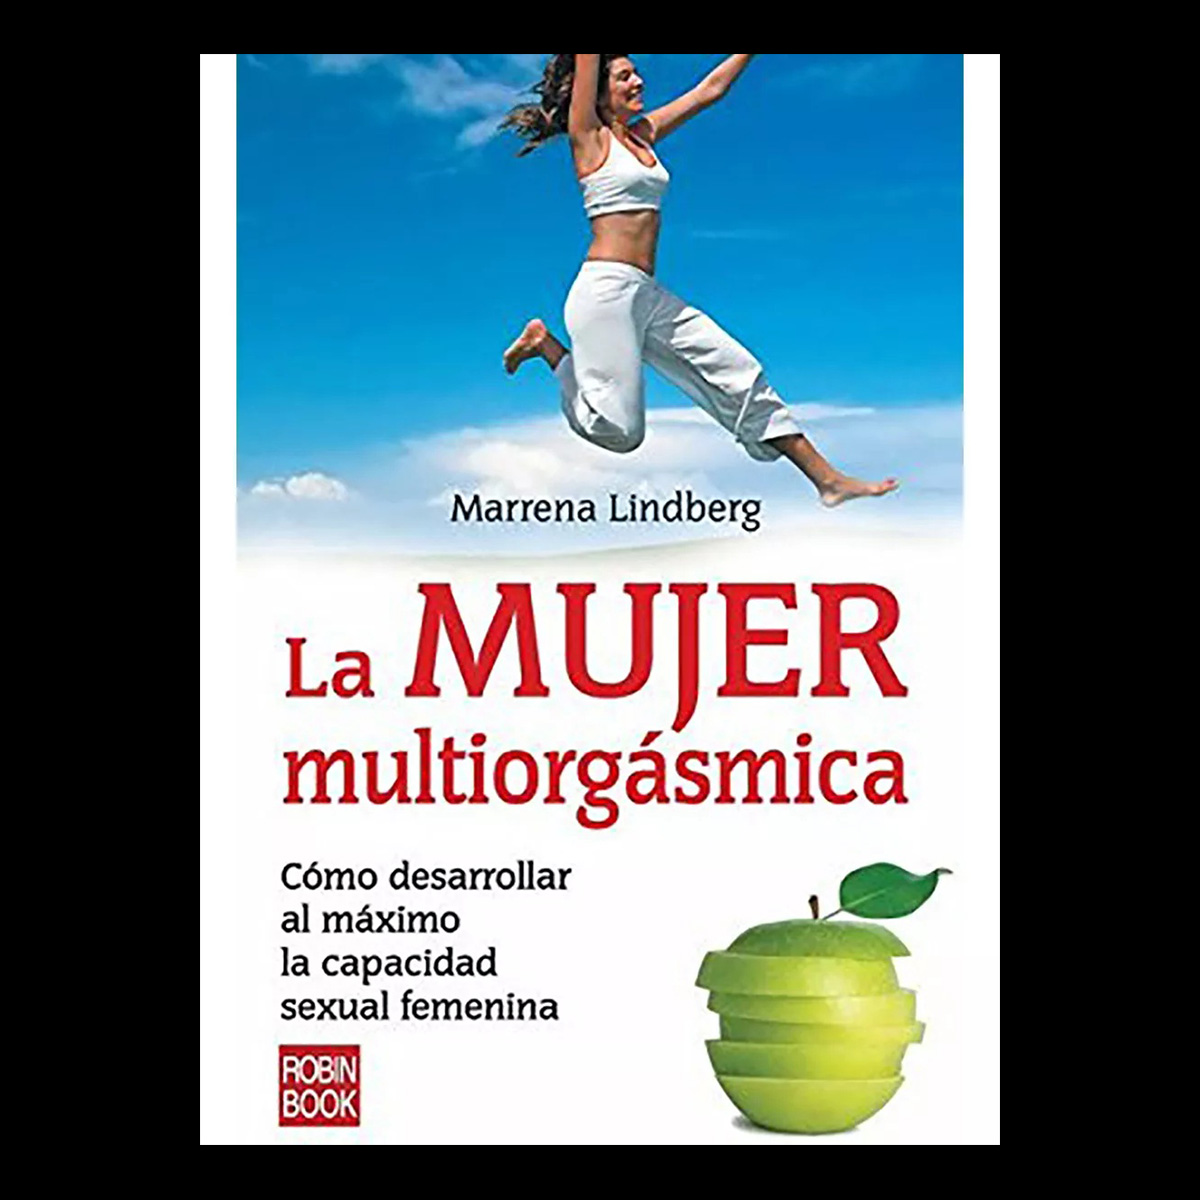 Marrena Lindberg
La MUJER
multiorgásmica
Cómo desarrollar
al máximo
la capacidad
sexual femenina
ROBIN
BOOK